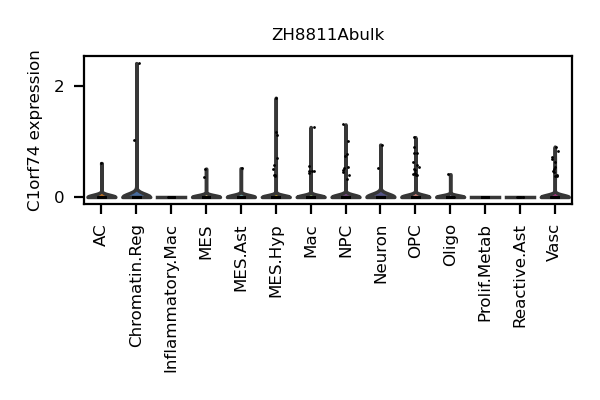 ZH8811Abulk
C1orf74 expression
2
0
AC
Chromatin.Reg
Inflammatory.Mac
MES
MES.Ast
MES.Hyp
Mac
NPC
Neuron
OPC
Oligo
Prolif.Metab
Reactive.Ast
Vasc